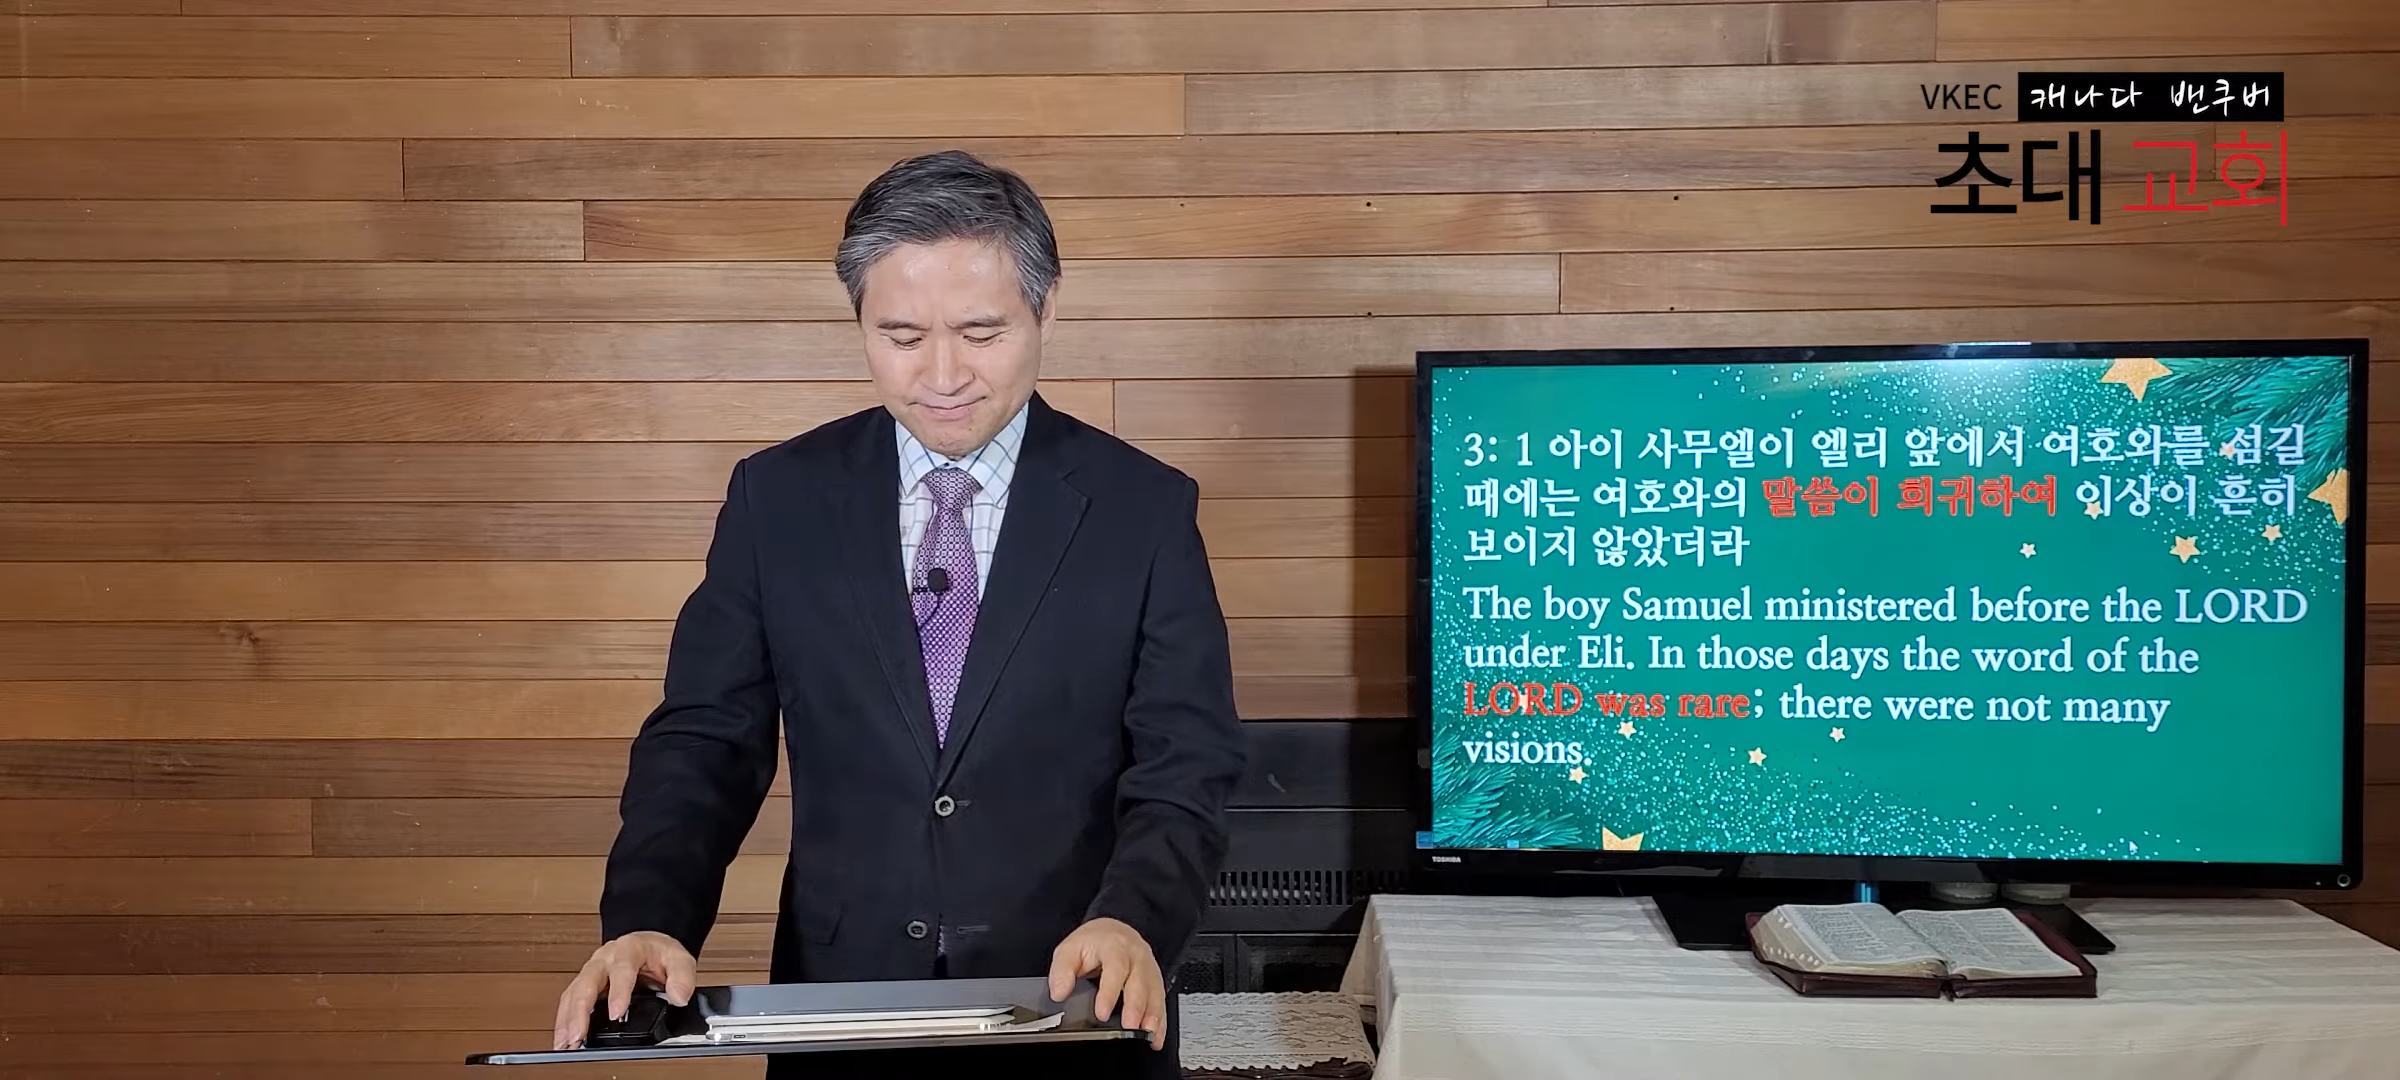 VKEC 캐나다 밴쿠버
초대 교회
3: 1 아이 사무엘이 엘리 앞에서 여호와를 섬길
때에는 여호와의 말씀이 희귀하여 이상이 흔히
보이지 않았더라
The boy Samuel ministered before the LORD
under Eli. In those days the word of the
LORD was rare; there were not many
visions.
TOSHIBA